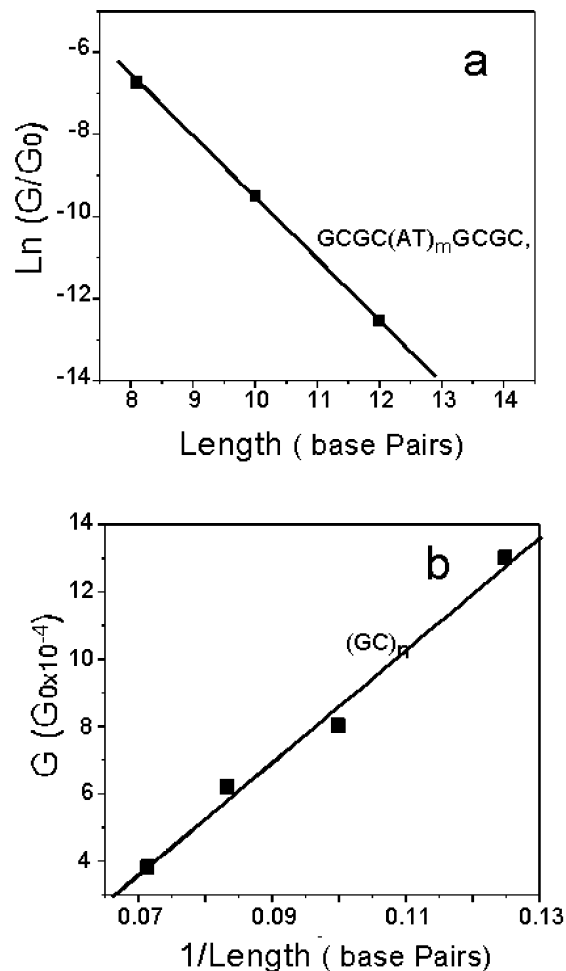 a
Ln (G/G0)
-6
-8
-10
-12
-14
GCGC(AT)mGCGC,
8 9 10 11 12 13 14
Length ( base Pairs)
b
G (G0x10-4)
14
12
10
8
6
4
(GC)n
0.07 0.09 0.11 0.13
1/Length ( base Pairs)